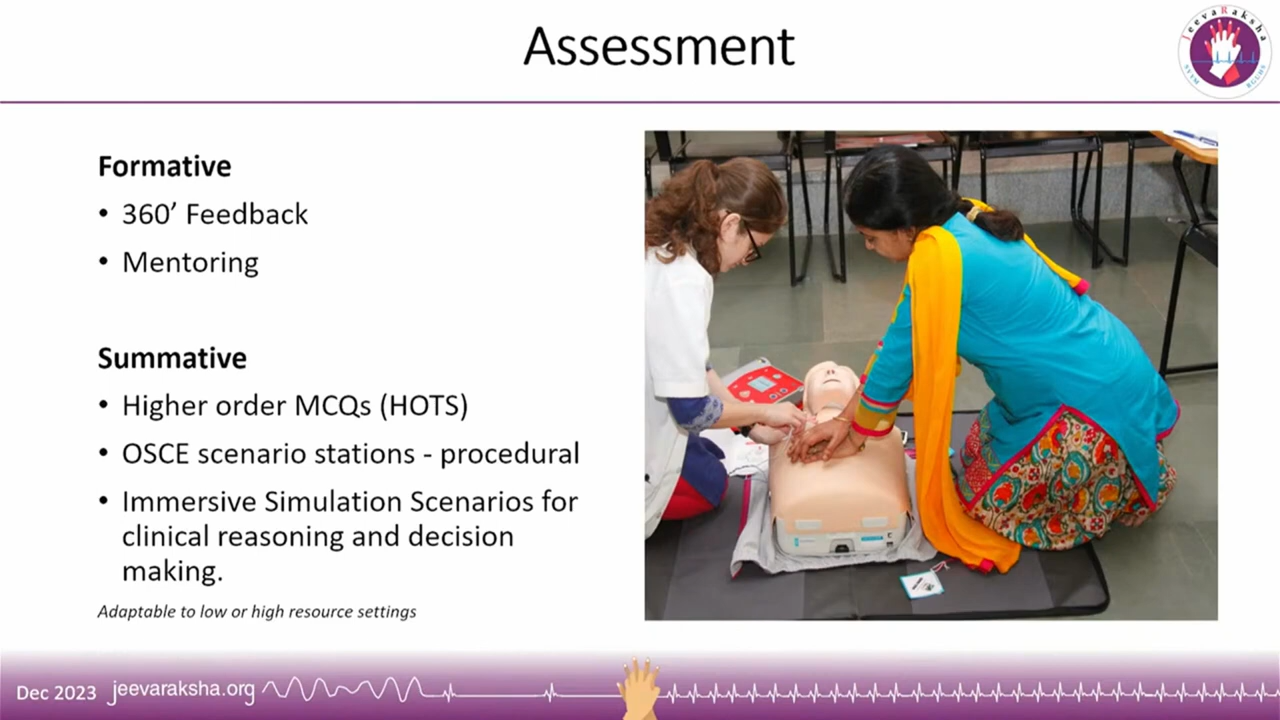 Assessment
JeevaRaksha
Formative
• 360’ Feedback
• Mentoring
Summative
• Higher order MCQs (HOTS)
• OSCE scenario stations - procedural
• Immersive Simulation Scenarios for
clinical reasoning and decision
making.
Adaptable to low or high resource settings
Dec 2023 jeevaraksha.org